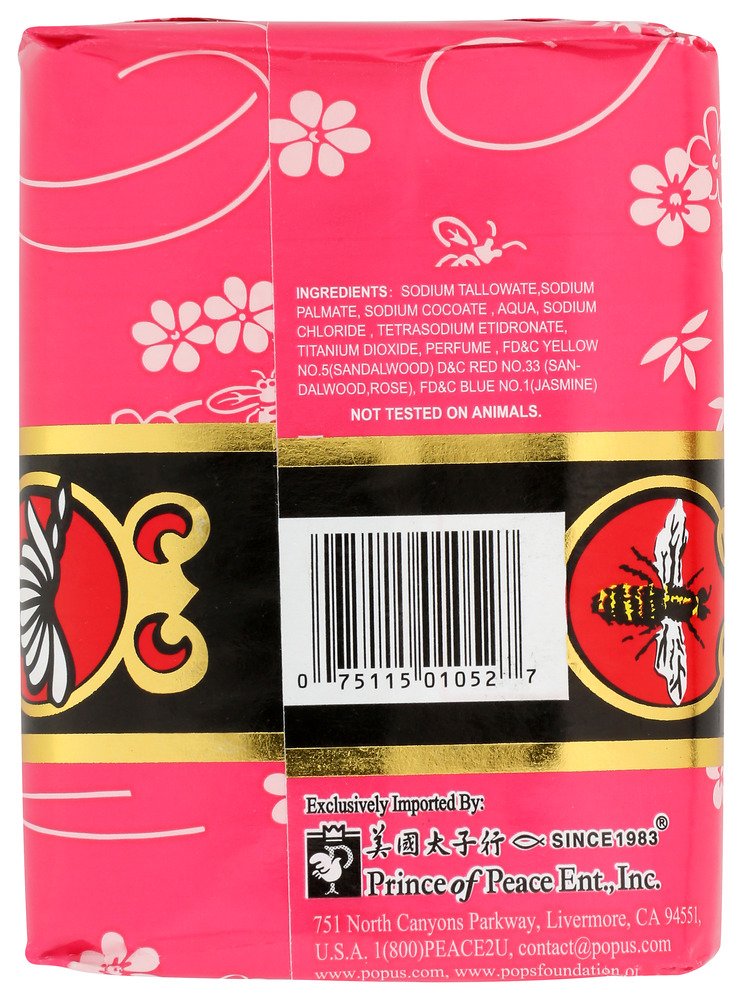 INGREDIENTS: SODIUM TALLOWATE,SODIUM
PALMATE, SODIUM COCOATE , AQUA, SODIUM
CHLORIDE , TETRASODIUM ETIDRONATE,
TITANIUM DIOXIDE, PERFUME , FD&C YELLOW
NO.5(SANDALWOOD) D&C RED NO.33 (SAN-
DALWOOD,ROSE), FD&C BLUE NO.1(JASMINE)
NOT TESTED ON ANIMALS.
0 75115 01052 7
Exclusively Imported By:
美國太子行 SINCE1983®
Prince of Peace Ent., Inc.
751 North Canyons Parkway, Livermore, CA 94551,
U.S.A. 1(800)PEACE2U, contact@popus.com
www.popus.com, www.popsfoundation.or